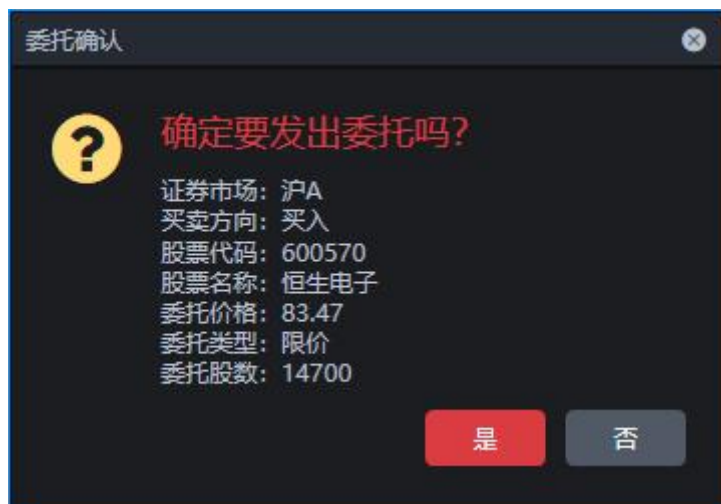 委托确认
确定要发出委托吗?
证券市场：沪A
买卖方向：买入
股票代码：600570
股票名称：恒生电子
委托价格：83.47
委托类型：限价
委托股数：14700
是
否